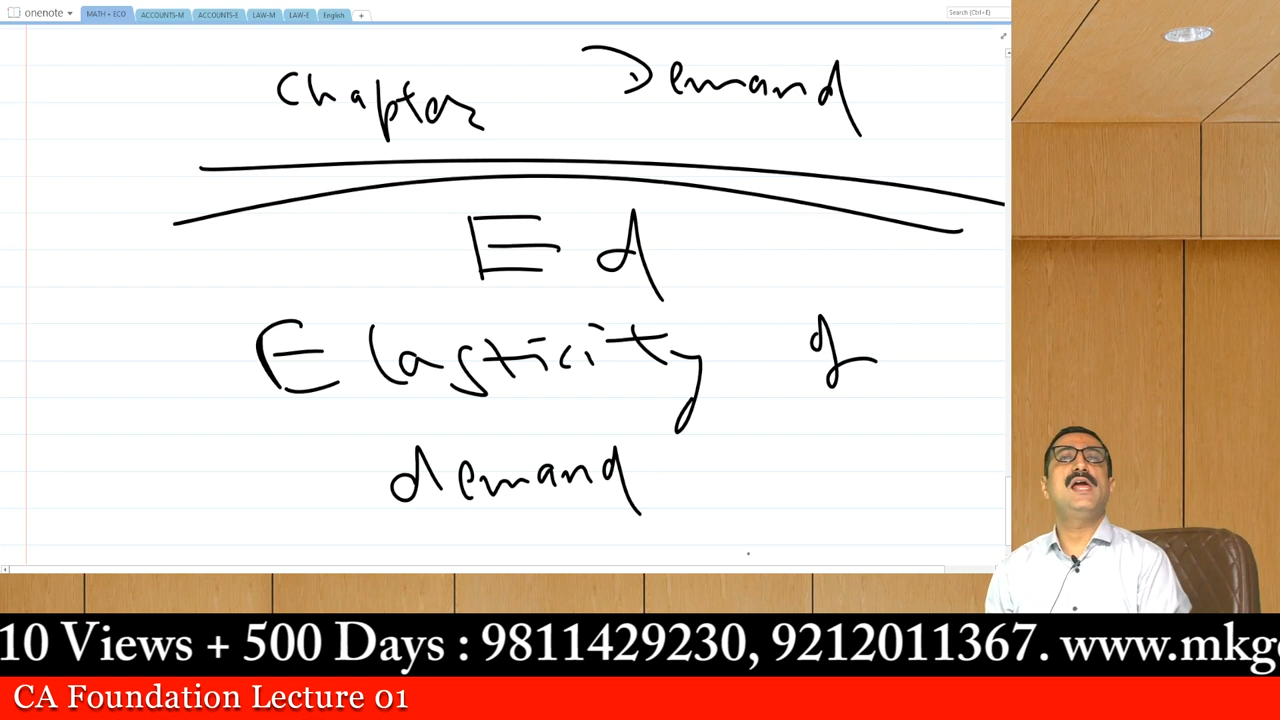 onenote MATH + ECO ACCOUNTS-M ACCOUNTS-E LAW-M LAW-E English + Search (Ctrl+E)
Chapter Demand
Ed
Elasticity of
demand
10 Views + 500 Days : 9811429230, 9212011367. www.mkg
CA Foundation Lecture 01